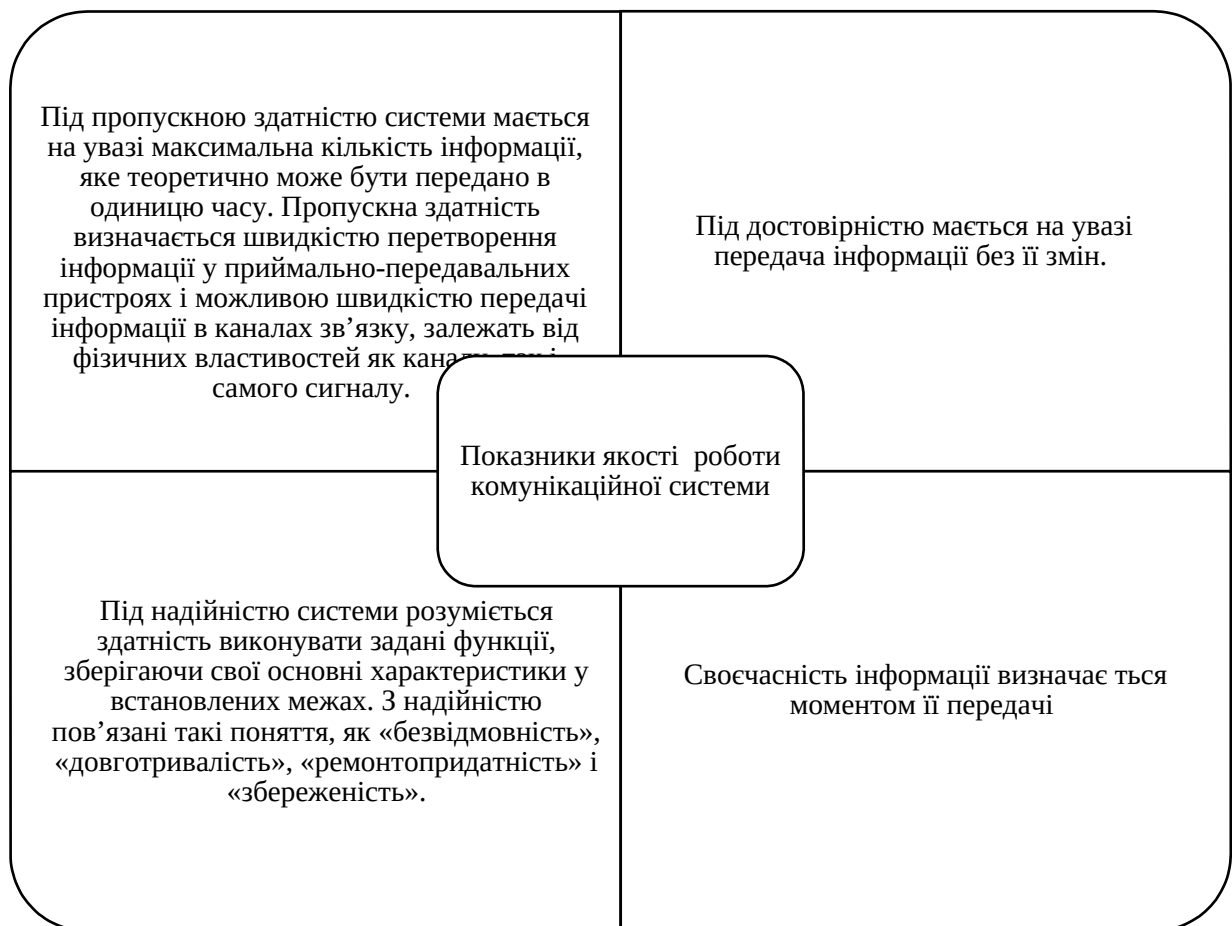 Під пропускною здатністю системи мається
на увазі максимальна кількість інформації,
яке теоретично може бути передано в
одиницю часу. Пропускна здатність
визначається швидкістю перетворення
інформації у приймально-передавальних
пристроях і можливою швидкістю передачі
інформації в каналах зв’язку, залежать від
фізичних властивостей як
самого сигналу.
Під достовірністю мається на увазі
передача інформації без її змін.
Показники якості роботи
комунікаційної системи
Під надійністю системи розуміється
здатність виконувати задані функції,
зберігаючи свої основні характеристики у
встановлених межах. З надійністю
пов’язані такі поняття, як «безвідмовність»,
«довготривалість», «ремонтопридатність» і
«збереженість».
Своєчасність інформації визначає ться
моментом її передачі